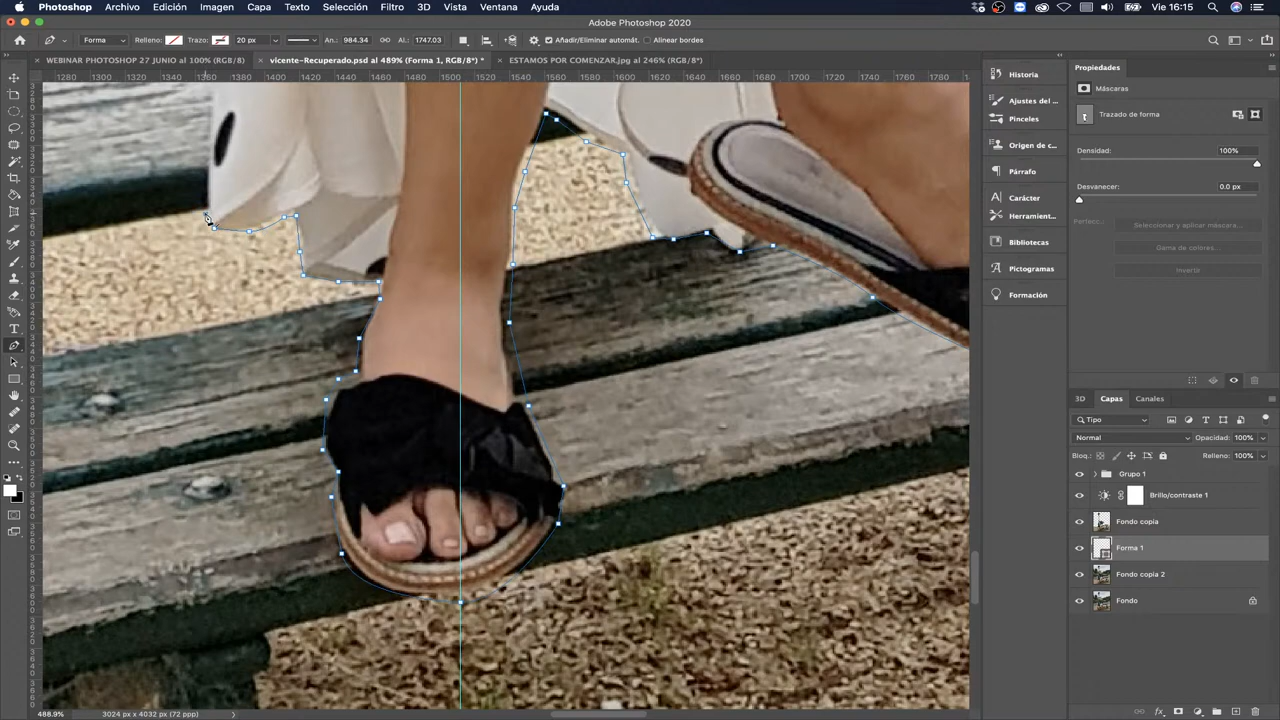 Photoshop Archivo Edición Imagen Capa Texto Selección Filtro 3D Vista Ventana Ayuda Vie 16:15
Adobe Photoshop 2020
Forma Relleno: Trazo: 20 px An.: 984.34 Al.: 1747.03 Añadir/Eliminar automát. Alinear bordes
WEBINAR PHOTOSHOP 27 JUNIO al 100% (RGB/8) vicente-Recuperado.psd al 489% (Forma 1, RGB/8*) * ESTAMOS POR COMENZAR.jpg al 246% (RGB/8*)
1280 1300 1320 1340 1360 1380 1400 1420 1440 1460 1480 1500 1520 1540 1560 1580 1600 1620 1640 1660 1680 1700 1720 1740 1760 1780
Historia
Ajustes del ...
Pinceles
Origen de c...
Párrafo
Carácter
Herramient...
Bibliotecas
Pictogramas
Formación
Propiedades
Máscaras
Trazado de forma
Densidad: 100%
Desvanecer: 0.0 px
Perfecc.:
Seleccionar y aplicar máscara...
Gama de colores...
Invertir
3D Capas Canales
Tipo
Normal Opacidad: 100%
Bloq.: Relleno: 100%
Grupo 1
Brillo/contraste 1
Fondo copia
Forma 1
Fondo copia 2
Fondo
488.9% 3024 px x 4032 px (72 ppp)